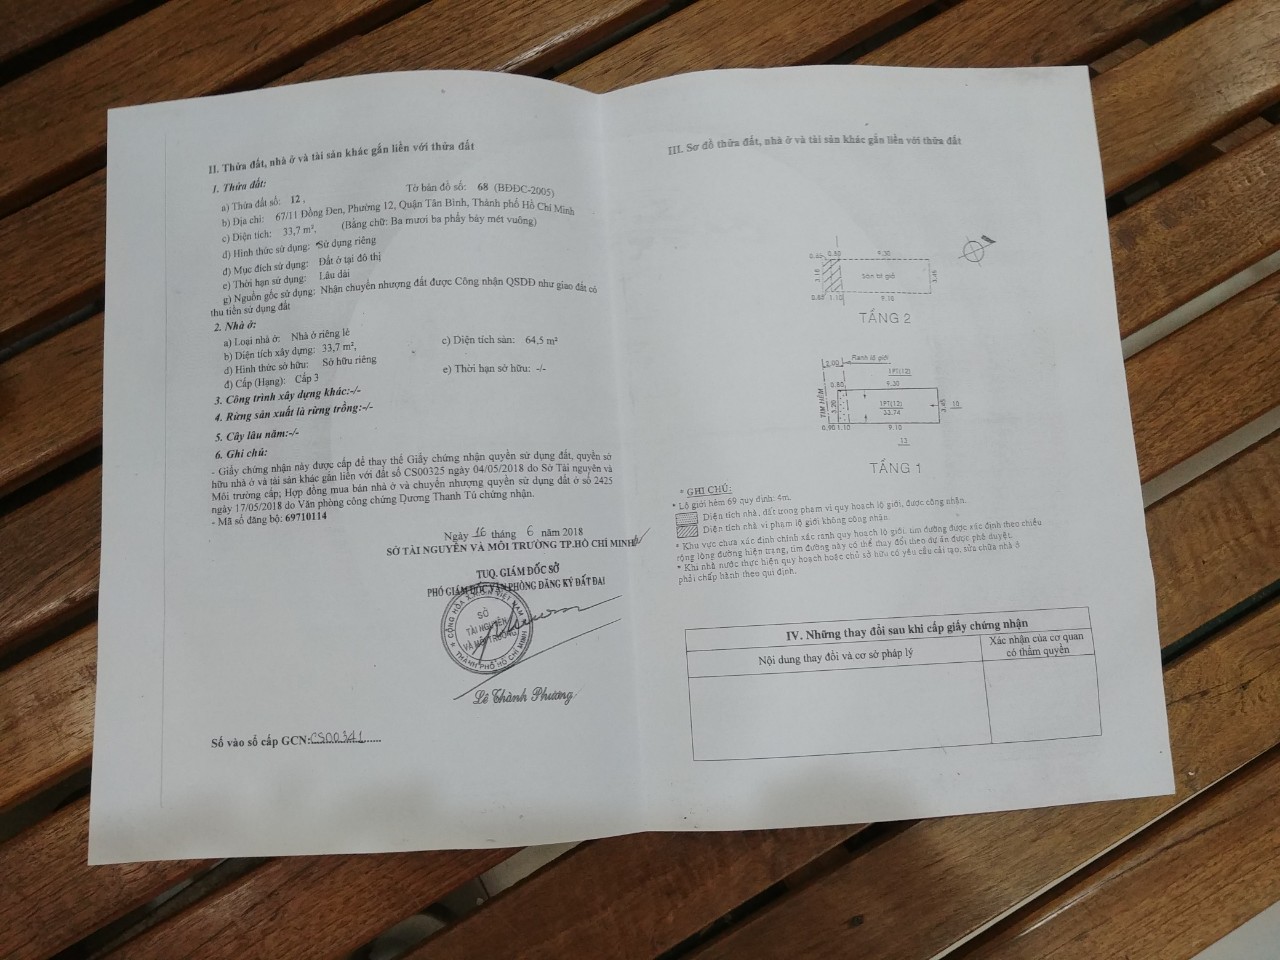 II. Thửa đất, nhà ở và tài sản khác gắn liền với thửa đất
1. Thửa đất:
a) Thửa đất số: 12 , Tờ bản đồ số: 68 (BĐĐC-2005)
b) Địa chỉ: 67/11 Đồng Đen, Phường 12, Quận Tân Bình, Thành phố Hồ Chí Minh
c) Diện tích: 33,7 m², (Bằng chữ: Ba mươi ba phẩy bảy mét vuông)
d) Hình thức sử dụng: Sử dụng riêng
đ) Mục đích sử dụng: Đất ở tại đô thị
e) Thời hạn sử dụng: Lâu dài
g) Nguồn gốc sử dụng: Nhận chuyển nhượng đất được Công nhận QSDĐ như giao đất có
thu tiền sử dụng đất
2. Nhà ở:
a) Loại nhà ở: Nhà ở riêng lẻ
b) Diện tích xây dựng: 33,7 m², c) Diện tích sàn: 64,5 m²
d) Hình thức sở hữu: Sở hữu riêng
đ) Cấp (Hạng): Cấp 3 e) Thời hạn sở hữu: -/-
3. Công trình xây dựng khác:-/-
4. Rừng sản xuất là rừng trồng:-/-
5. Cây lâu năm:-/-
6. Ghi chú:
- Giấy chứng nhận này được cấp để thay thế Giấy chứng nhận quyền sử dụng đất, quyền sở
hữu nhà ở và tài sản khác gắn liền với đất số CS00325 ngày 04/05/2018 do Sở Tài nguyên và
Môi trường cấp; Hợp đồng mua bán nhà ở và chuyển nhượng quyền sử dụng đất ở số 2425
ngày 17/05/2018 do Văn phòng công chứng Dương Thanh Tú chứng nhận.
- Mã số đăng bộ: 69710114
Ngày 16 tháng 6 năm 2018
SỞ TÀI NGUYÊN VÀ MÔI TRƯỜNG TP.HỒ CHÍ MINH
TUQ. GIÁM ĐỐC SỞ
PHÓ GIÁM ĐỐC VĂN PHÒNG ĐĂNG KÝ ĐẤT ĐAI
CỘNG HÒA X.H.C.N VIỆT NAM
SỞ
TÀI NGUYÊN
VÀ MÔI TRƯỜNG
THÀNH PHỐ HỒ CHÍ MINH
Lê Thành Phương
Số vào sổ cấp GCN:CS00341......
III. Sơ đồ thửa đất, nhà ở và tài sản khác gắn liền với thửa đất
0.80 9.30
3.45
0.85 1.10 9.10
TẦNG 2
2.00 Ranh lộ giới
1PT(12)
0.80 9.30
TIM HẺM
3.20
1PT(12)
33.74
3.45
10
0.90 1.10 9.10
13
TẦNG 1
* GHI CHÚ:
* Lộ giới hẻm 69 quy định: 4m.
Diện tích nhà, đất trong phạm vi quy hoạch lộ giới, được công nhận.
Diện tích nhà vi phạm lộ giới không công nhận.
* Khu vực chưa xác định chính xác ranh quy hoạch lộ giới, tim đường được xác định theo chiều
rộng lòng đường hiện trạng, tim đường này có thể thay đổi theo dự án được phê duyệt.
* Khi nhà nước thực hiện quy hoạch hoặc chủ sở hữu có yêu cầu cải tạo, sửa chữa nhà ở
phải chấp hành theo qui định.
IV. Những thay đổi sau khi cấp giấy chứng nhận
Nội dung thay đổi và cơ sở pháp lý
Xác nhận của cơ quan
có thẩm quyền